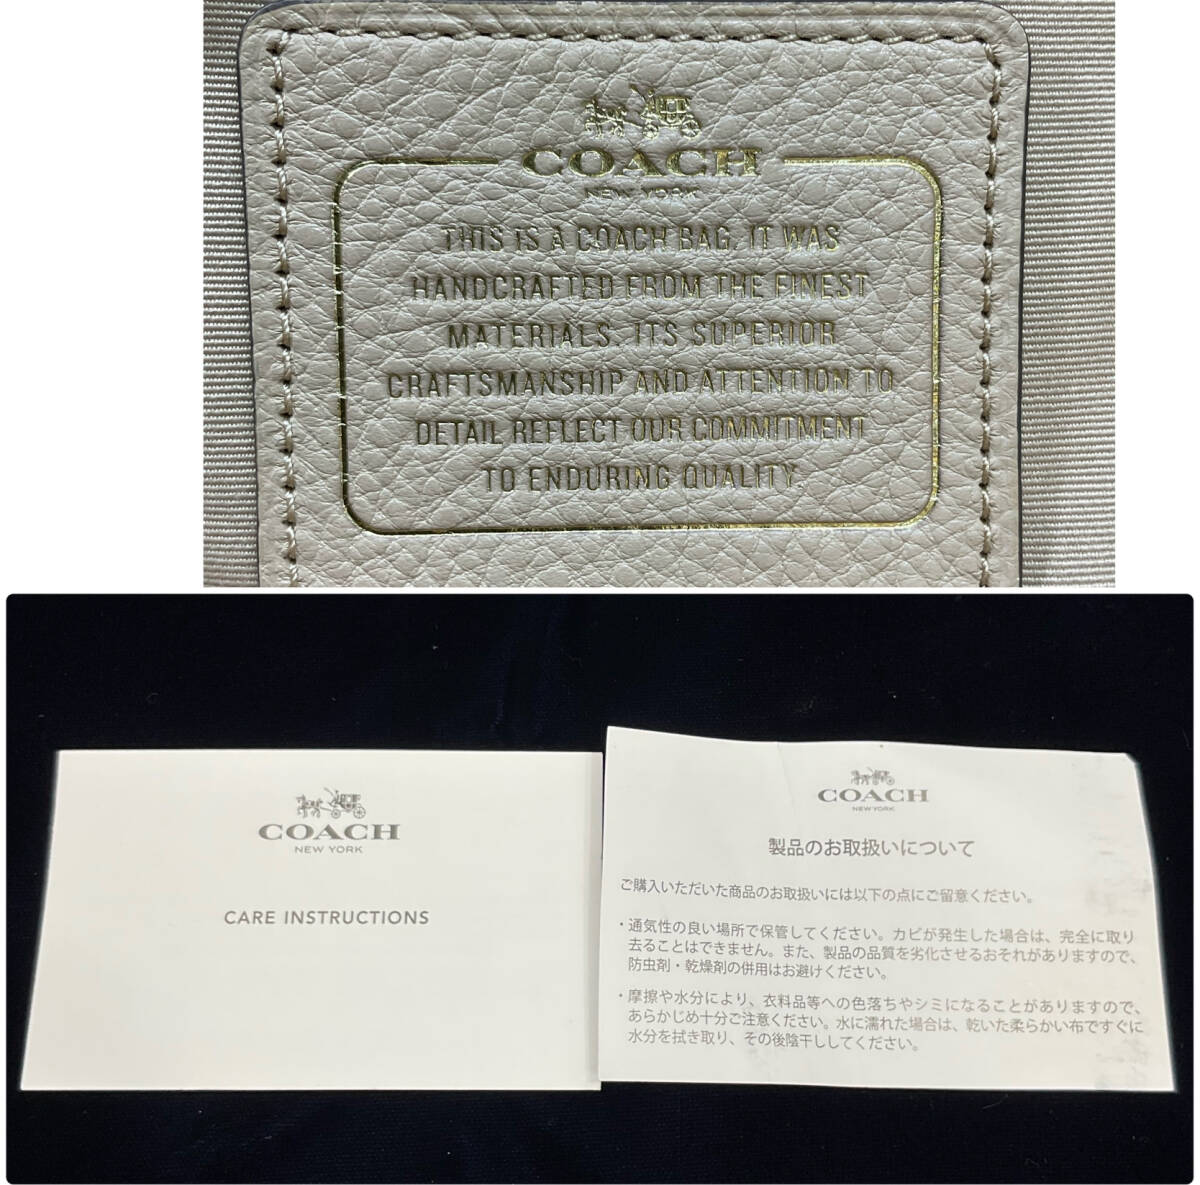 COACH
NEW YORK
THIS IS A COACH BAG. IT WAS
HANDCRAFTED FROM THE FINEST
MATERIALS. ITS SUPERIOR
CRAFTSMANSHIP AND ATTENTION TO
DETAIL REFLECT OUR COMMITMENT
TO ENDURING QUALITY.
COACH
NEW YORK
CARE INSTRUCTIONS
COACH
NEW YORK
製品のお取扱いについて
ご購入いただいた商品のお取扱いには以下の点にご留意ください。
・通気性の良い場所で保管してください。カビが発生した場合は、完全に取り
去ることはできません。また、製品の品質を劣化させるおそれがありますので、
防虫剤・乾燥剤の併用はお避けください。
・摩擦や水分により、衣料品等への色落ちやシミになることがありますので、
あらかじめ十分ご注意ください。水に濡れた場合は、乾いた柔らかい布ですぐに
水分を拭き取り、その後陰干ししてください。